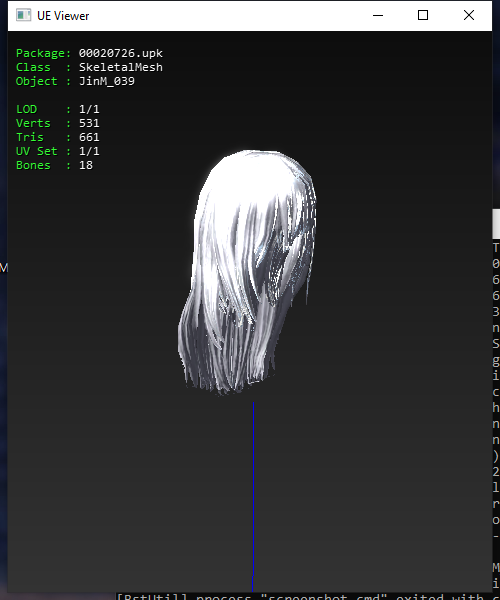 UE Viewer
Package: 00020726.upk
Class  : SkeletalMesh
Object : JinM_039
LOD    : 1/1
Verts  : 531
Tris   : 661
UV Set : 1/1
Bones  : 18
M
T
0
6
6
3
n
S
g
i
c
h
n
n
)
2
l
r
o
-
M
i
[BstUtil] process "screenshot.cmd" exited with c